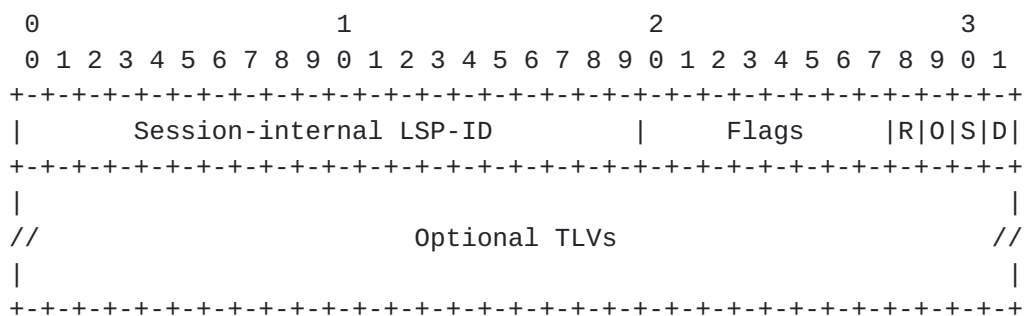 0                   1                   2                   3
 0 1 2 3 4 5 6 7 8 9 0 1 2 3 4 5 6 7 8 9 0 1 2 3 4 5 6 7 8 9 0 1
+-+-+-+-+-+-+-+-+-+-+-+-+-+-+-+-+-+-+-+-+-+-+-+-+-+-+-+-+-+-+-+-+
|       Session-internal LSP-ID         |     Flags     |R|O|S|D|
+-+-+-+-+-+-+-+-+-+-+-+-+-+-+-+-+-+-+-+-+-+-+-+-+-+-+-+-+-+-+-+-+
|                                                               |
//                        Optional TLVs                        //
|                                                               |
+-+-+-+-+-+-+-+-+-+-+-+-+-+-+-+-+-+-+-+-+-+-+-+-+-+-+-+-+-+-+-+-+